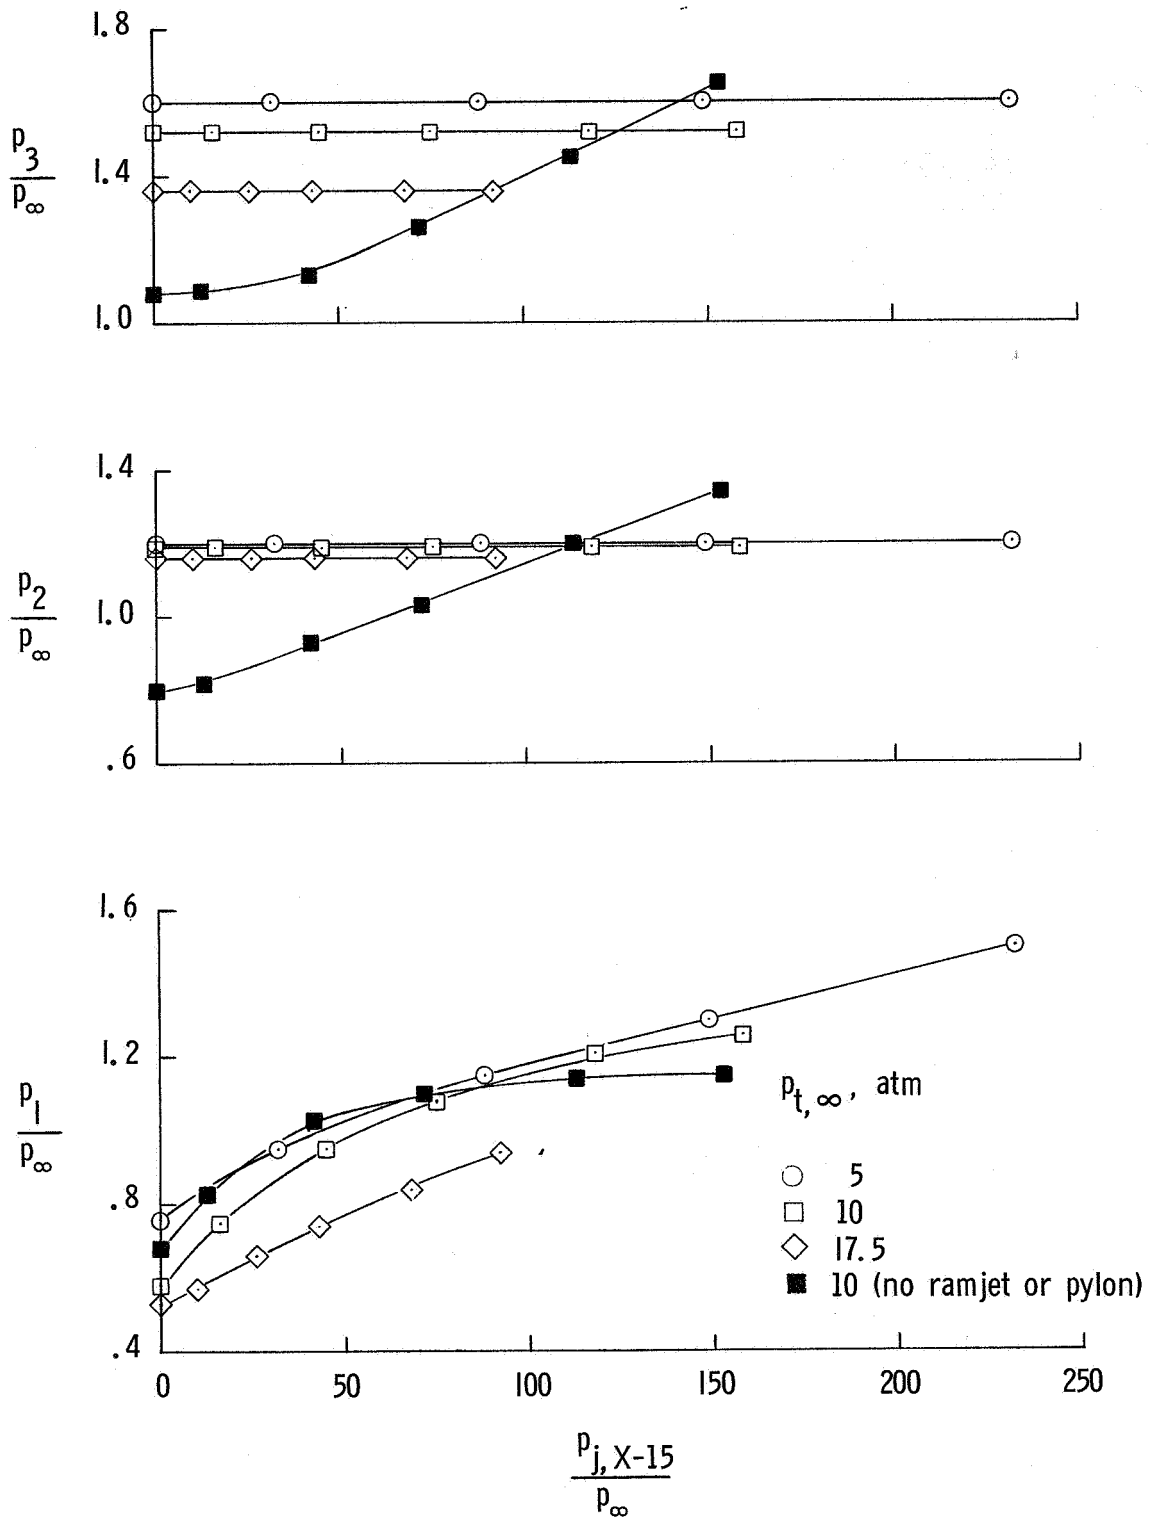 1.8
p3
p∞
1.4
1.0
1.4
p2
p∞
1.0
.6
1.6
1.2
p1
p∞
.8
.4
pt,∞, atm
5
10
17.5
10 (no ramjet or pylon)
0 50 100 150 200 250
pj, X-15
p∞